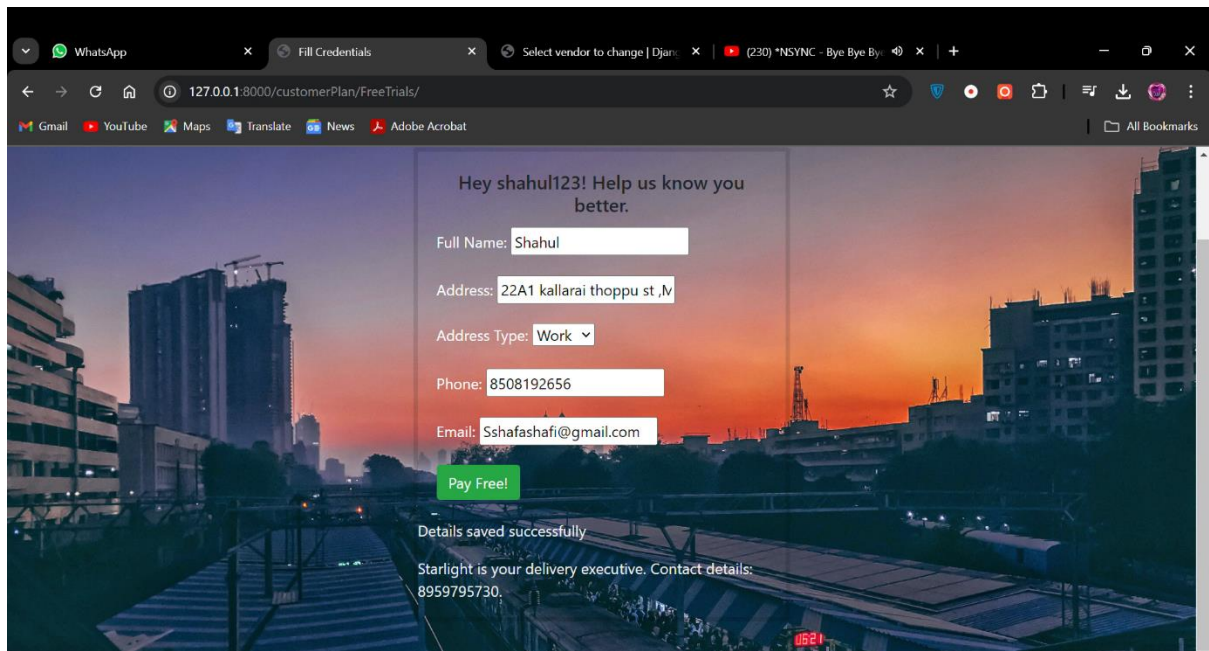 WhatsApp
Fill Credentials
Select vendor to change | Djang
(230) *NSYNC - Bye Bye Bye
127.0.0.1:8000/customerPlan/FreeTrials/
Gmail YouTube Maps Translate News Adobe Acrobat All Bookmarks
Hey shahul123! Help us know you
better.
Full Name: Shahul
Address: 22A1 kallarai thoppu st ,M
Address Type: Work
Phone: 8508192656
Email: Sshafashafi@gmail.com
Pay Free!
Details saved successfully
Starlight is your delivery executive. Contact details:
8959795730.